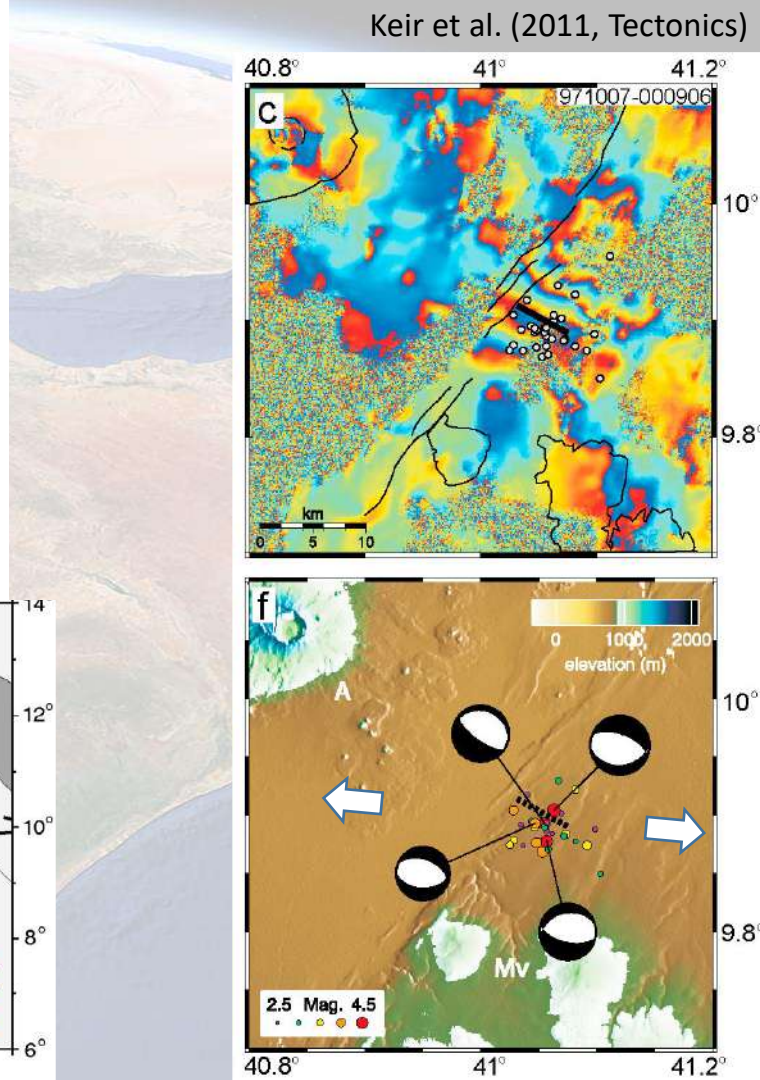 Keir et al. (2011, Tectonics)
40.8° 41° 41.2°
c
971007-000906
10°
9.8°
km
0 5 10
14
12°
10°
8°
6°
f
0 1000 2000
elevation (m)
A
10°
9.8°
Mv
2.5 Mag. 4.5
40.8° 41° 41.2°